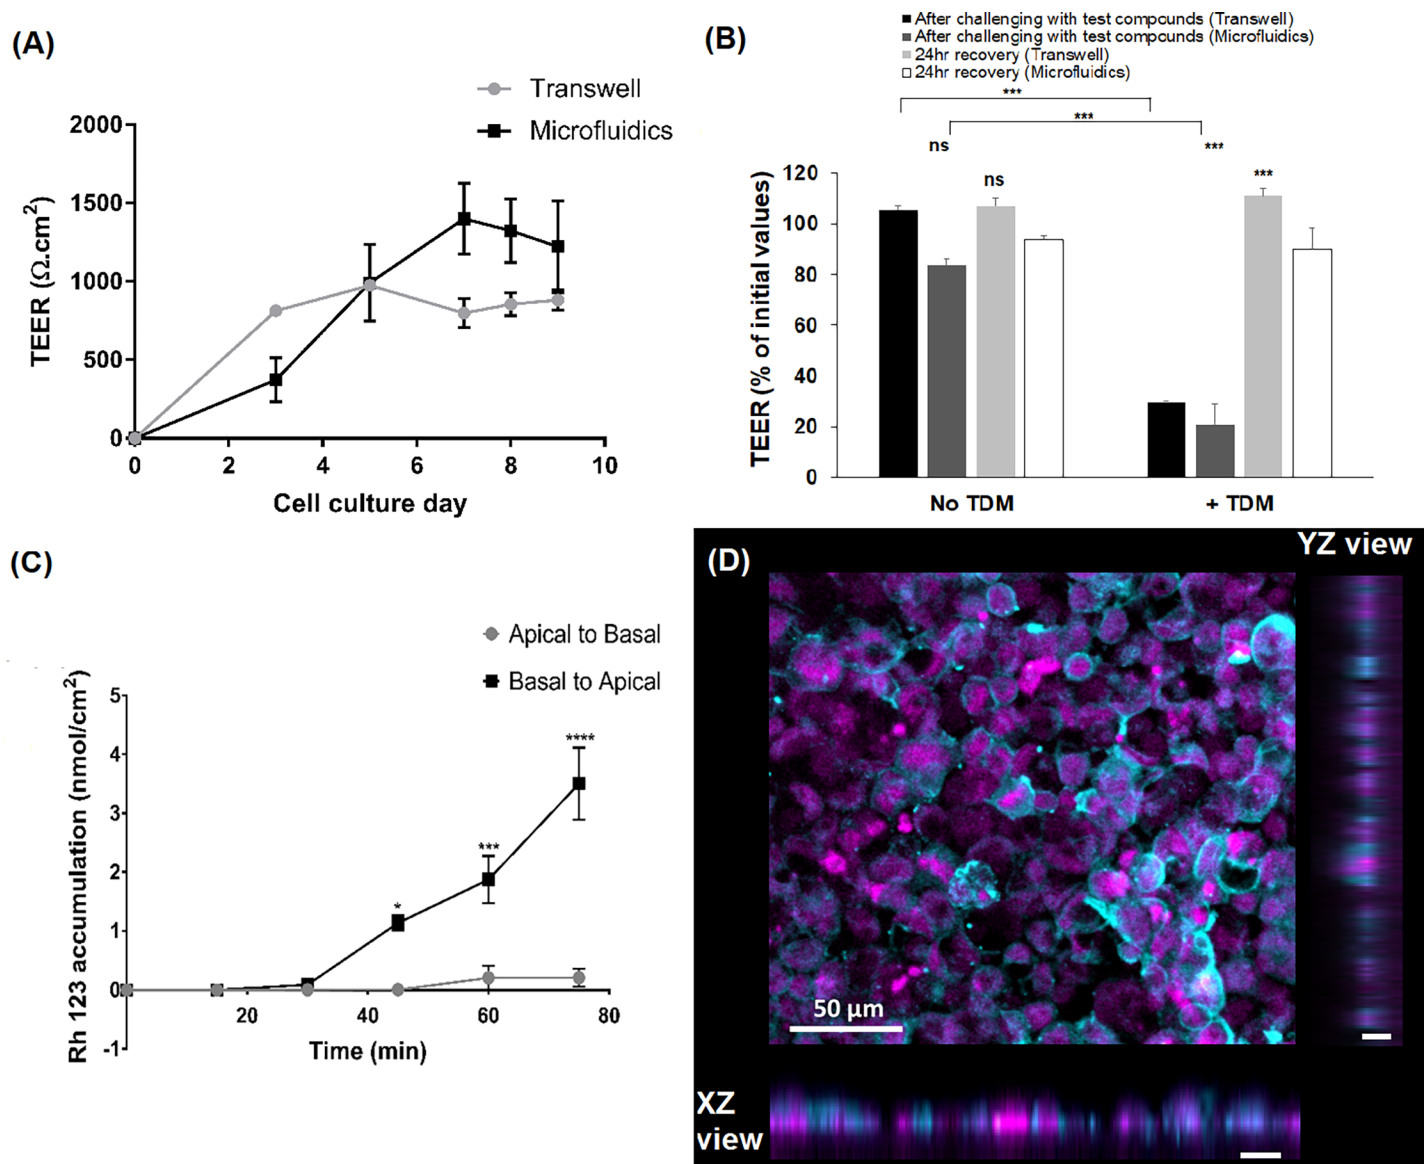 (A)
Transwell
Microfluidics
2000
1500
1000
500
0
0 2 4 6 8 10
TEER (Ω.cm2)
Cell culture day
(B)
After challenging with test compounds (Transwell)
After challenging with test compounds (Microfluidics)
24hr recovery (Transwell)
24hr recovery (Microfluidics)
***
***
ns
***
ns
***
120
100
80
60
40
20
0
TEER (% of initial values)
No TDM + TDM
(C)
Apical to Basal
Basal to Apical
5
4
3
2
1
0
-1
****
***
*
20 40 60 80
Rh 123 accumulation (nmol/cm2)
Time (min)
(D)
YZ view
50 µm
XZ
view